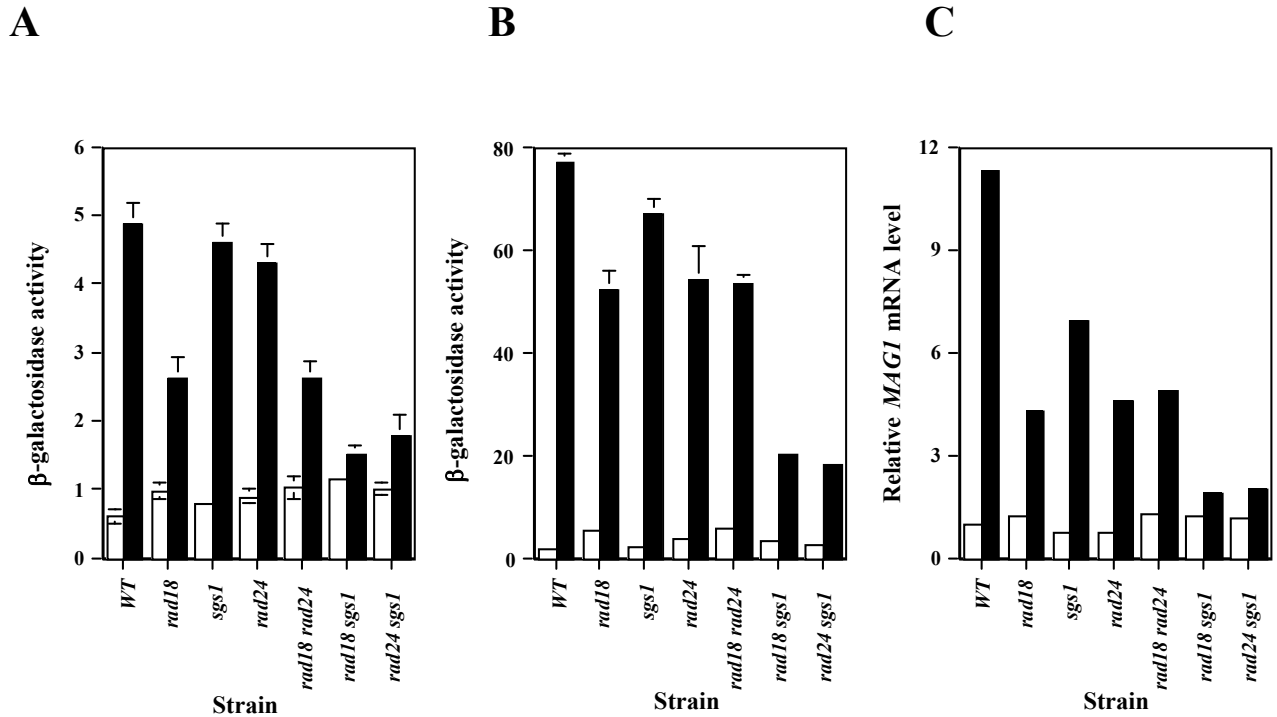 A
B
C
β-galactosidase activity
6
5
4
3
2
1
0
WT
rad18
sgs1
rad24
rad18 rad24
rad18 sgs1
rad24 sgs1
Strain
β-galactosidase activity
80
60
40
20
0
WT
rad18
sgs1
rad24
rad18 rad24
rad18 sgs1
rad24 sgs1
Strain
Relative MAG1 mRNA level
12
9
6
3
0
WT
rad18
sgs1
rad24
rad18 rad24
rad18 sgs1
rad24 sgs1
Strain